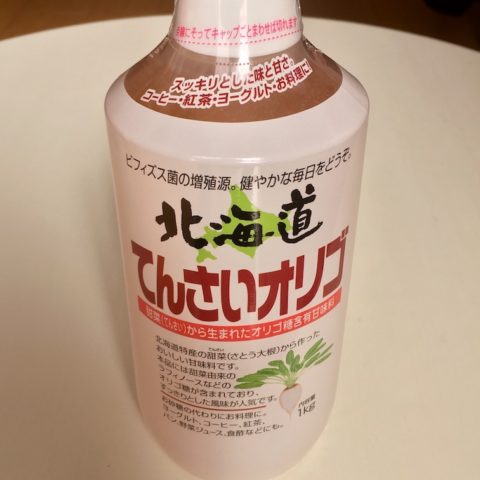 点線にそってキャップごとまわせば切れます
スッキリとした味と甘さ。
コーヒー・紅茶・ヨーグルト・お料理に!
ビフィズス菌の増殖源。健やかな毎日をどうぞ。
北海道
てんさいオリゴ
甜菜(てんさい)から生まれたオリゴ糖含有甘味料
てんさい
北海道特産の甜菜(さとう大根)から作った
おいしい甘味料です。
本品には甜菜由来の
ラフィノースなどの
オリゴ糖が含まれており、
すっきりとした風味が人気です。
お砂糖の代わりにお料理に。
ヨーグルト、コーヒー、紅茶、
パン、野菜ジュース、食酢などにも。
内容量
1kg